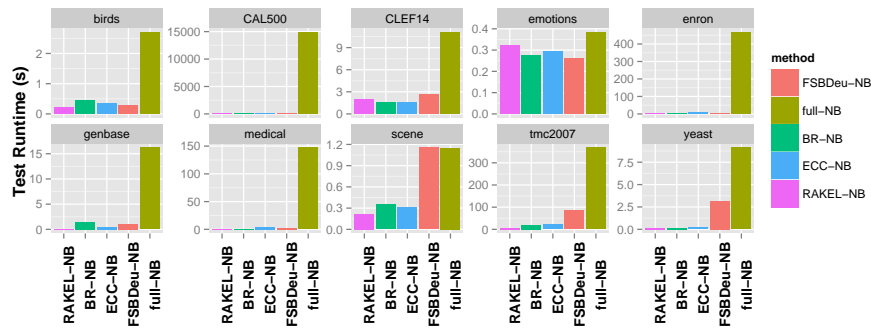 birds
CAL500
CLEF14
emotions
enron
2
1
0
15000
10000
5000
0
9
6
3
0
0.4
0.3
0.2
0.1
0.0
400
300
200
100
0
genbase
medical
scene
tmc2007
yeast
15
10
5
0
150
100
50
0
1.2
0.9
0.6
0.3
0.0
300
200
100
0
7.5
5.0
2.5
0.0
Test Runtime (s)
RAKEL−NB
BR−NB
ECC−NB
FSBDeu−NB
full−NB
RAKEL−NB
BR−NB
ECC−NB
FSBDeu−NB
full−NB
RAKEL−NB
BR−NB
ECC−NB
FSBDeu−NB
full−NB
RAKEL−NB
BR−NB
ECC−NB
FSBDeu−NB
full−NB
RAKEL−NB
BR−NB
ECC−NB
FSBDeu−NB
full−NB
method
FSBDeu−NB
full−NB
BR−NB
ECC−NB
RAKEL−NB